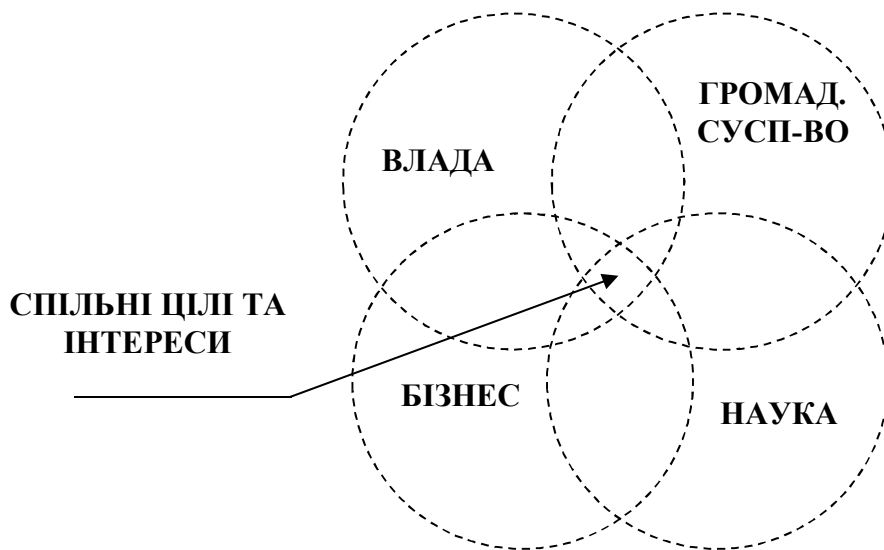 ГРОМАД.
СУСП-ВО
ВЛАДА
СПІЛЬНІ ЦІЛІ ТА
ІНТЕРЕСИ
БІЗНЕС
НАУКА